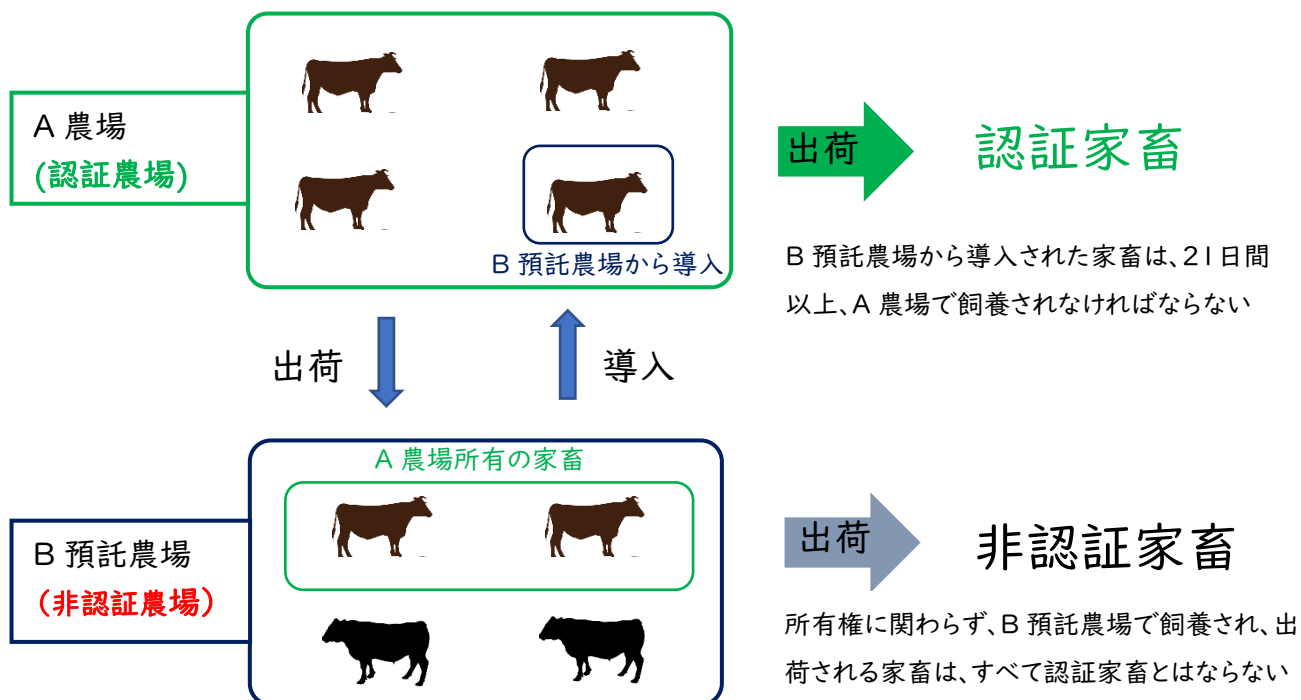 A 農場
(認証農場)
B 預託農場から導入
出荷
認証家畜
B 預託農場から導入された家畜は、21日間
以上、A 農場で飼養されなければならない
出荷
導入
A 農場所有の家畜
B 預託農場
(非認証農場)
出荷
非認証家畜
所有権に関わらず、B 預託農場で飼養され、出
荷される家畜は、すべて認証家畜とはならない